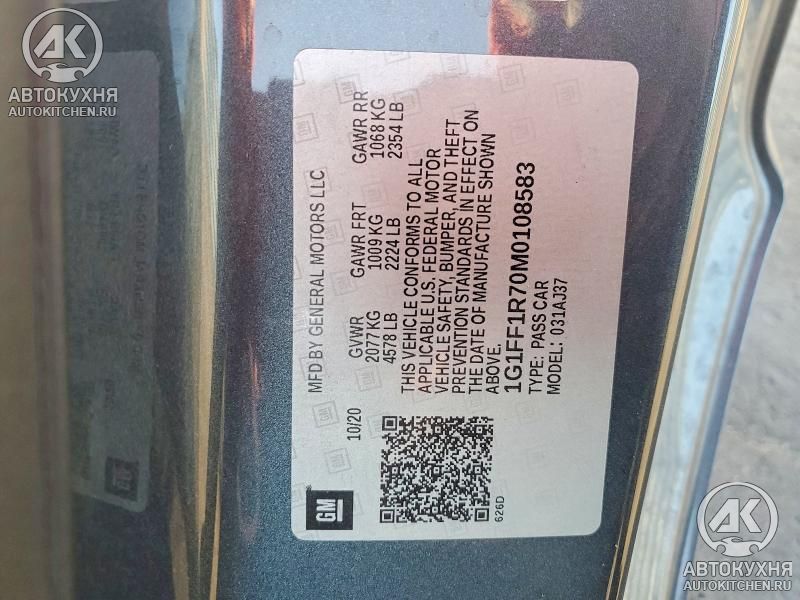 АВТОКУХНЯ
AUTOKITCHEN.RU
GM
10/20
MFD BY GENERAL MOTORS LLC
GVWR GAWR FRT GAWR RR
2077 KG 1009 KG 1068 KG
4578 LB 2224 LB 2354 LB
THIS VEHICLE CONFORMS TO ALL
APPLICABLE U.S. FEDERAL MOTOR
VEHICLE SAFETY, BUMPER, AND THEFT
PREVENTION STANDARDS IN EFFECT ON
THE DATE OF MANUFACTURE SHOWN
ABOVE.
1G1FF1R70M0108583
TYPE: PASS CAR
MODEL: 031AJ37
626D
АВТОКУХНЯ
AUTOKITCHEN.RU